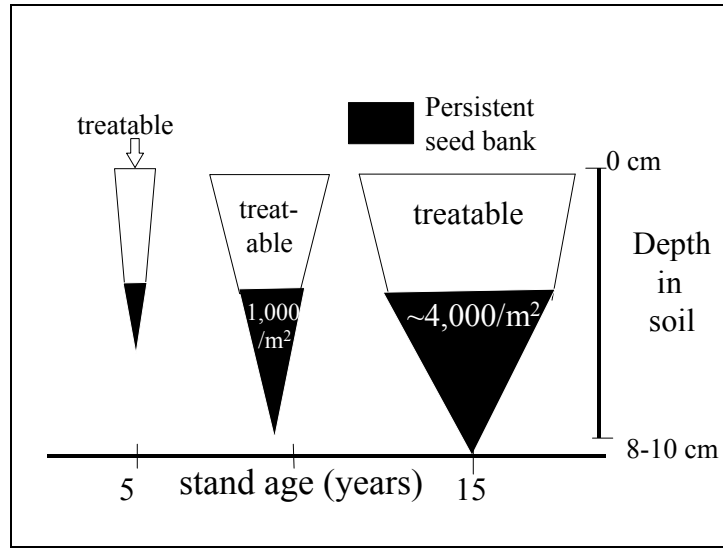 treatable
Persistent
seed bank
0 cm
treat-
able
treatable
Depth
in
soil
1,000
/m²
~4,000/m²
8-10 cm
5
stand age (years)
15